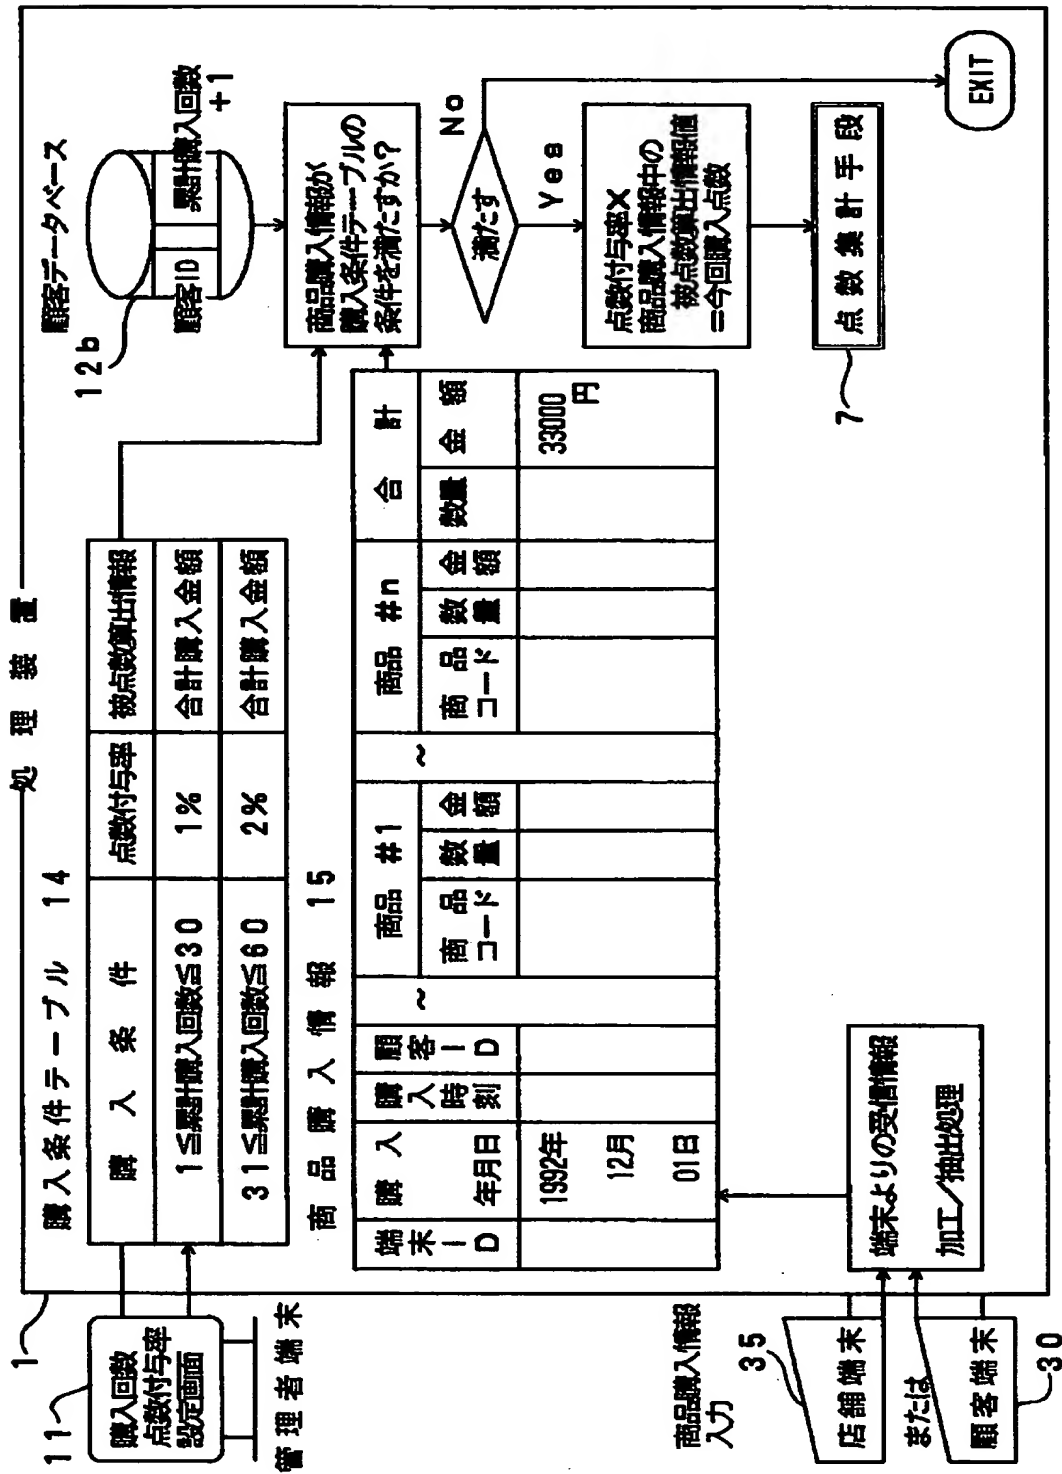 処理装置
1
11
購入回数
点数付与率
設定画面
管理者端末
購入条件テーブル 14
購入条件 点数付与率 被点数算出情報
1≦累計購入回数≦30 1% 合計購入金額
31≦累計購入回数≦60 2% 合計購入金額
顧客データベース
12b
顧客ID 累計購入回数
+1
商品購入情報 15
端末ID 購入年月日 購入時刻 顧客ID ~ 商品#1 ~ 商品#n 合計
商品コード 数量 金額 商品コード 数量 金額 数量 金額
1992年
12月
01日
33000
円
商品購入情報が
購入条件テーブルの
条件を満たすか?
満たす
No
Yes
点数付与率×
商品購入情報中の
被点数算出情報値
=今回購入点数
点数集計手段
7
EXIT
商品購入情報
入力
35
店舗端末
または
顧客端末
30
端末よりの受信情報
加工/抽出処理